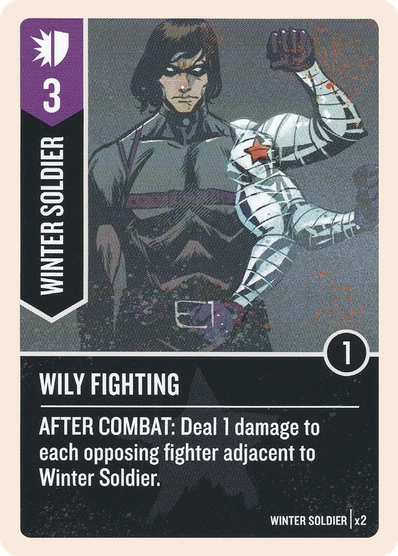 3
WINTER SOLDIER
1
WILY FIGHTING
AFTER COMBAT: Deal 1 damage to
each opposing fighter adjacent to
Winter Soldier.
WINTER SOLDIER | x2